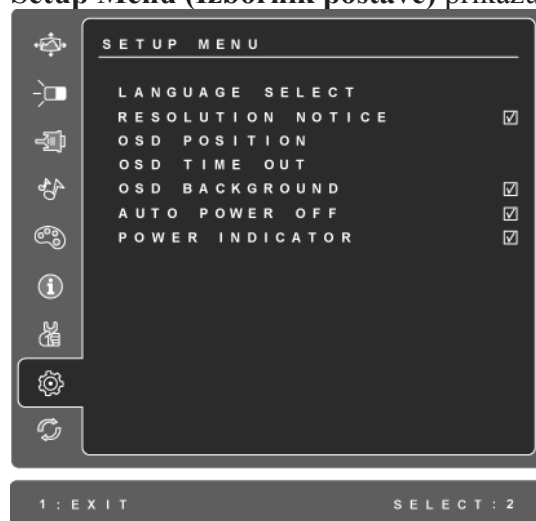 Setup Menu (Izbornik postave) prikazu
SETUP MENU
LANGUAGE SELECT
RESOLUTION NOTICE
OSD POSITION
OSD TIME OUT
OSD BACKGROUND
AUTO POWER OFF
POWER INDICATOR
1:EXIT SELECT:2